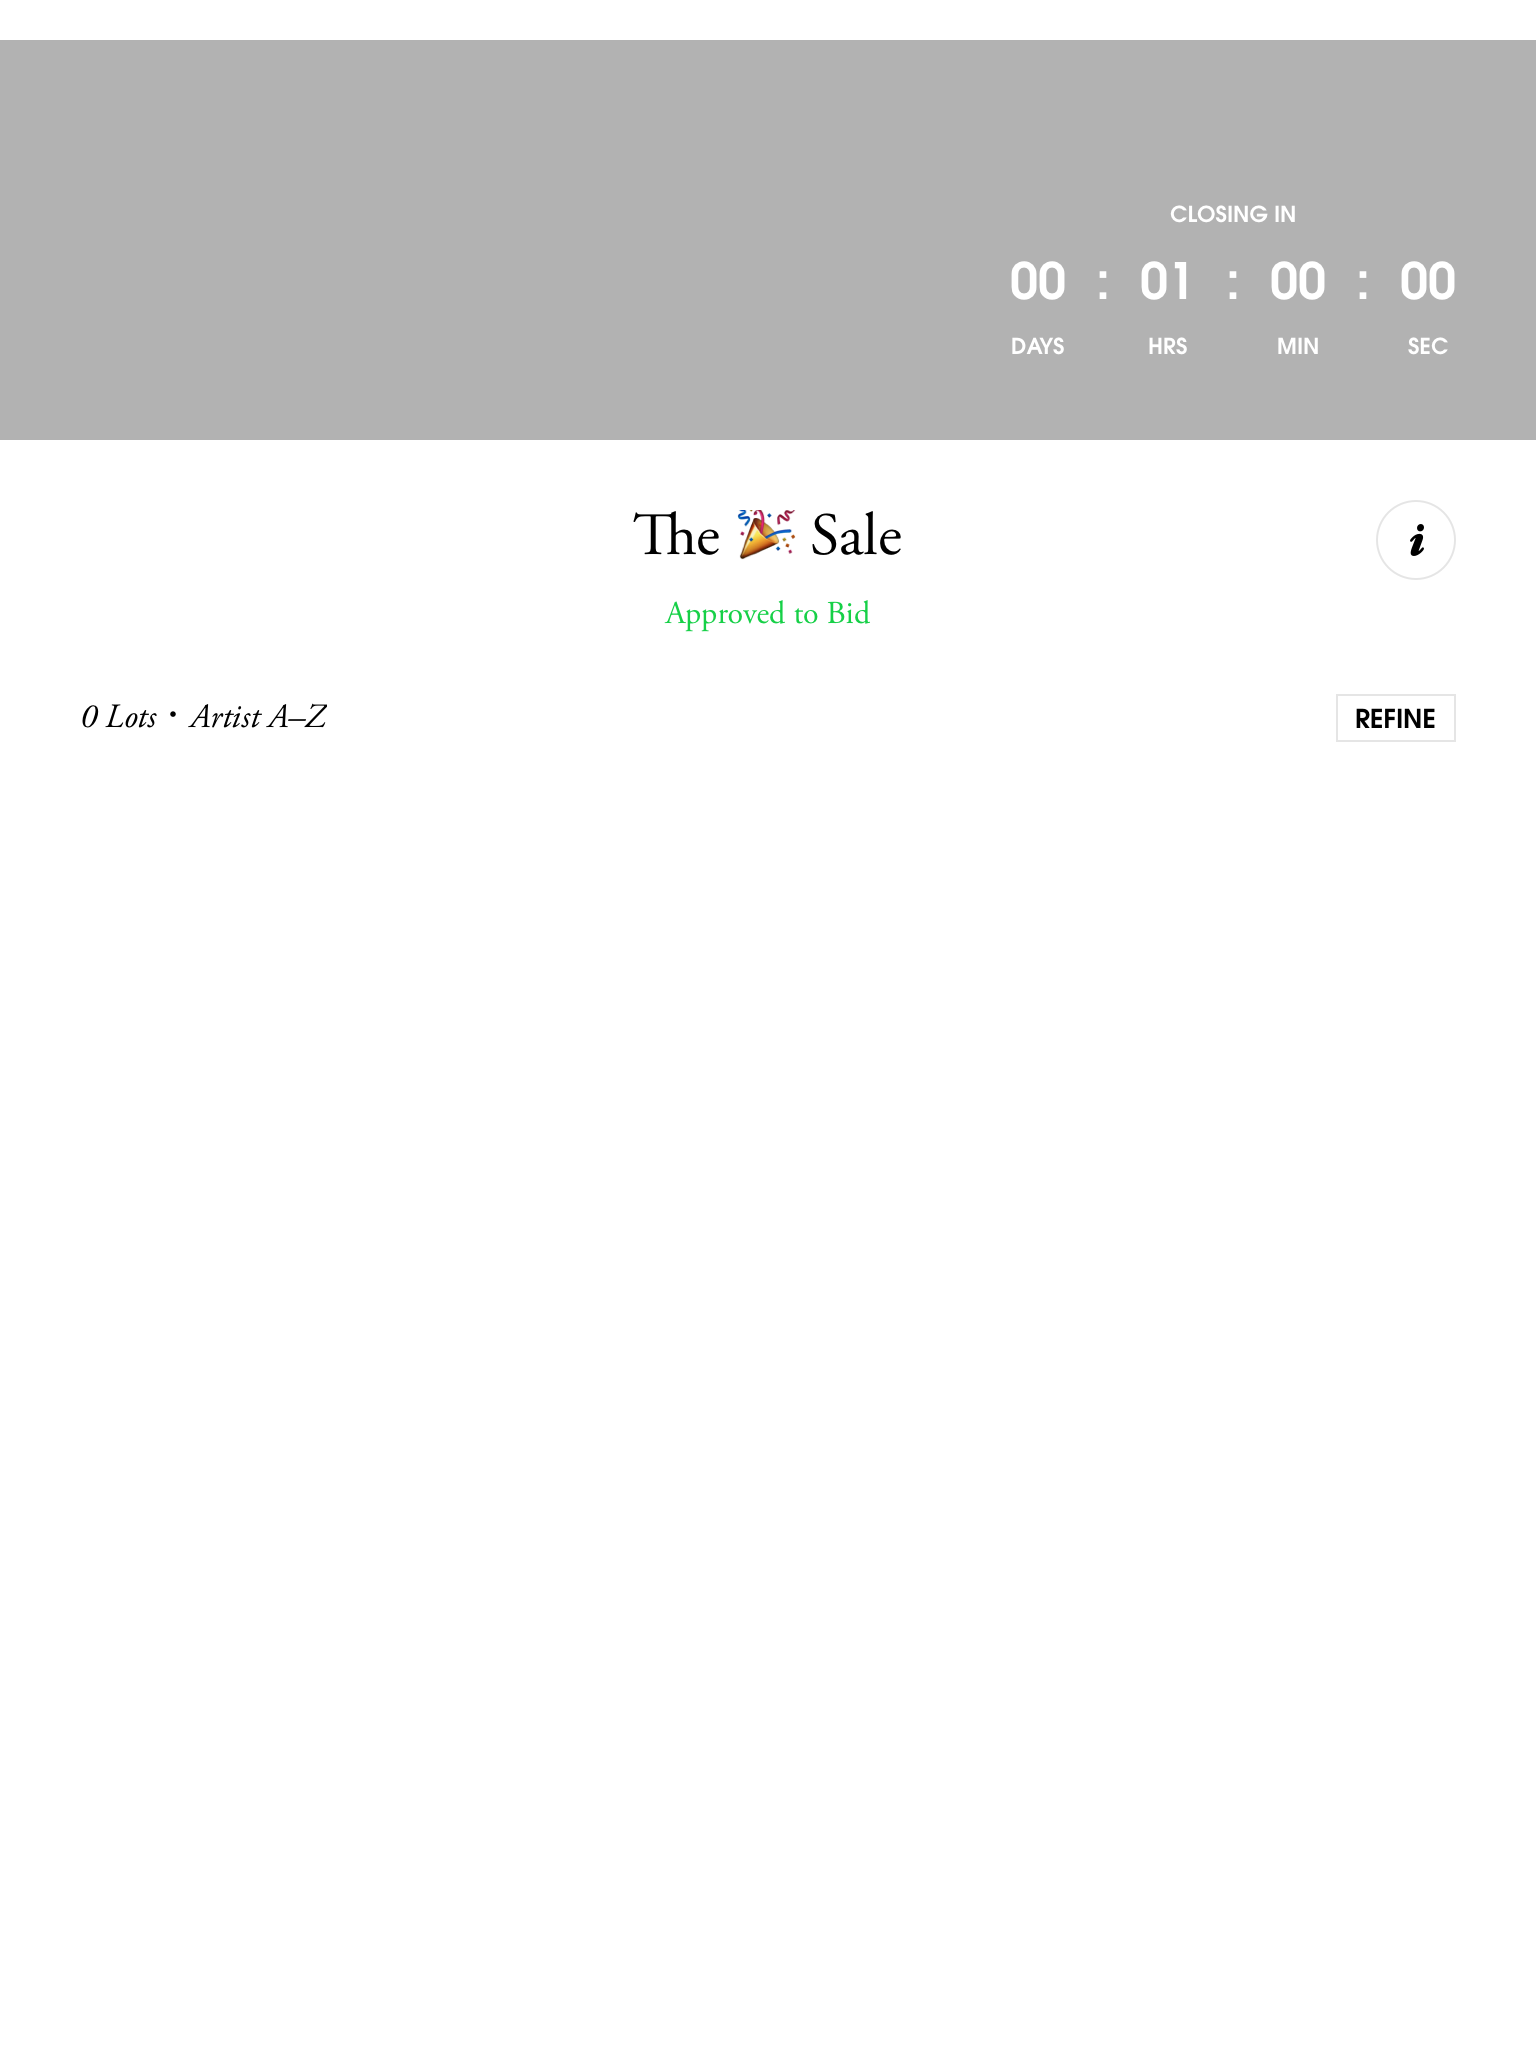 CLOSING IN
00 : 01 : 00 : 00
DAYS HRS MIN SEC
The 🎉 Sale
i
Approved to Bid
0 Lots • Artist A–Z
REFINE